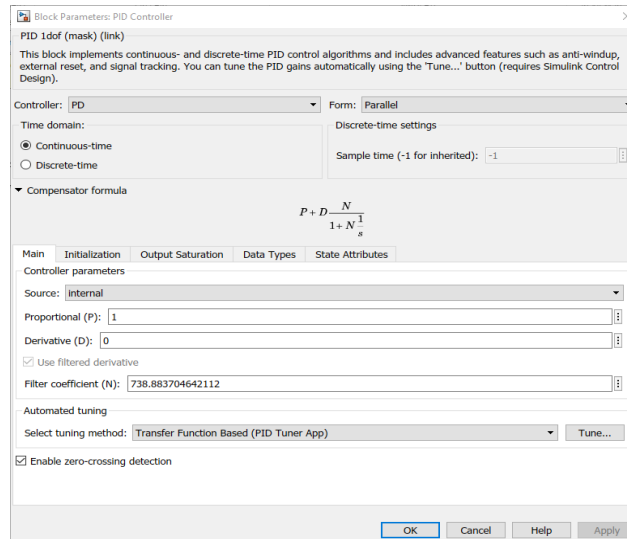 Block Parameters: PID Controller
PID 1dof (mask) (link)
This block implements continuous- and discrete-time PID control algorithms and includes advanced features such as anti-windup,
external reset, and signal tracking. You can tune the PID gains automatically using the 'Tune...' button (requires Simulink Control
Design).
Controller: PD Form: Parallel
Time domain: Discrete-time settings
Continuous-time
Sample time (-1 for inherited): -1
Discrete-time
Compensator formula
P + D N / (1 + N 1/s)
Main Initialization Output Saturation Data Types State Attributes
Controller parameters
Source: internal
Proportional (P): 1
Derivative (D): 0
Use filtered derivative
Filter coefficient (N): 738.883704642112
Automated tuning
Select tuning method: Transfer Function Based (PID Tuner App) Tune...
Enable zero-crossing detection
OK Cancel Help Apply